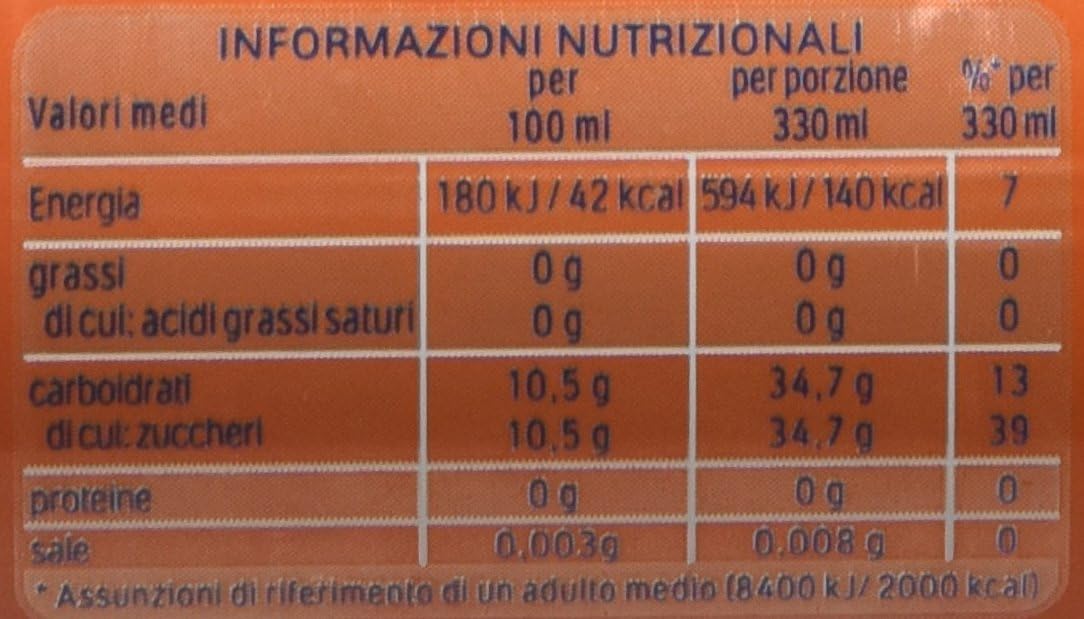 INFORMAZIONI NUTRIZIONALI
Valori medi per 100 ml per porzione 330 ml %* per 330 ml
Energia 180 kJ / 42 kcal 594 kJ / 140 kcal 7
grassi 0 g 0 g 0
di cui: acidi grassi saturi 0 g 0 g 0
carboidrati 10,5 g 34,7 g 13
di cui: zuccheri 10,5 g 34,7 g 39
proteine 0 g 0 g 0
sale 0,003g 0,008 g 0
* Assunzioni di riferimento di un adulto medio (8400 kJ/ 2000 kcal)